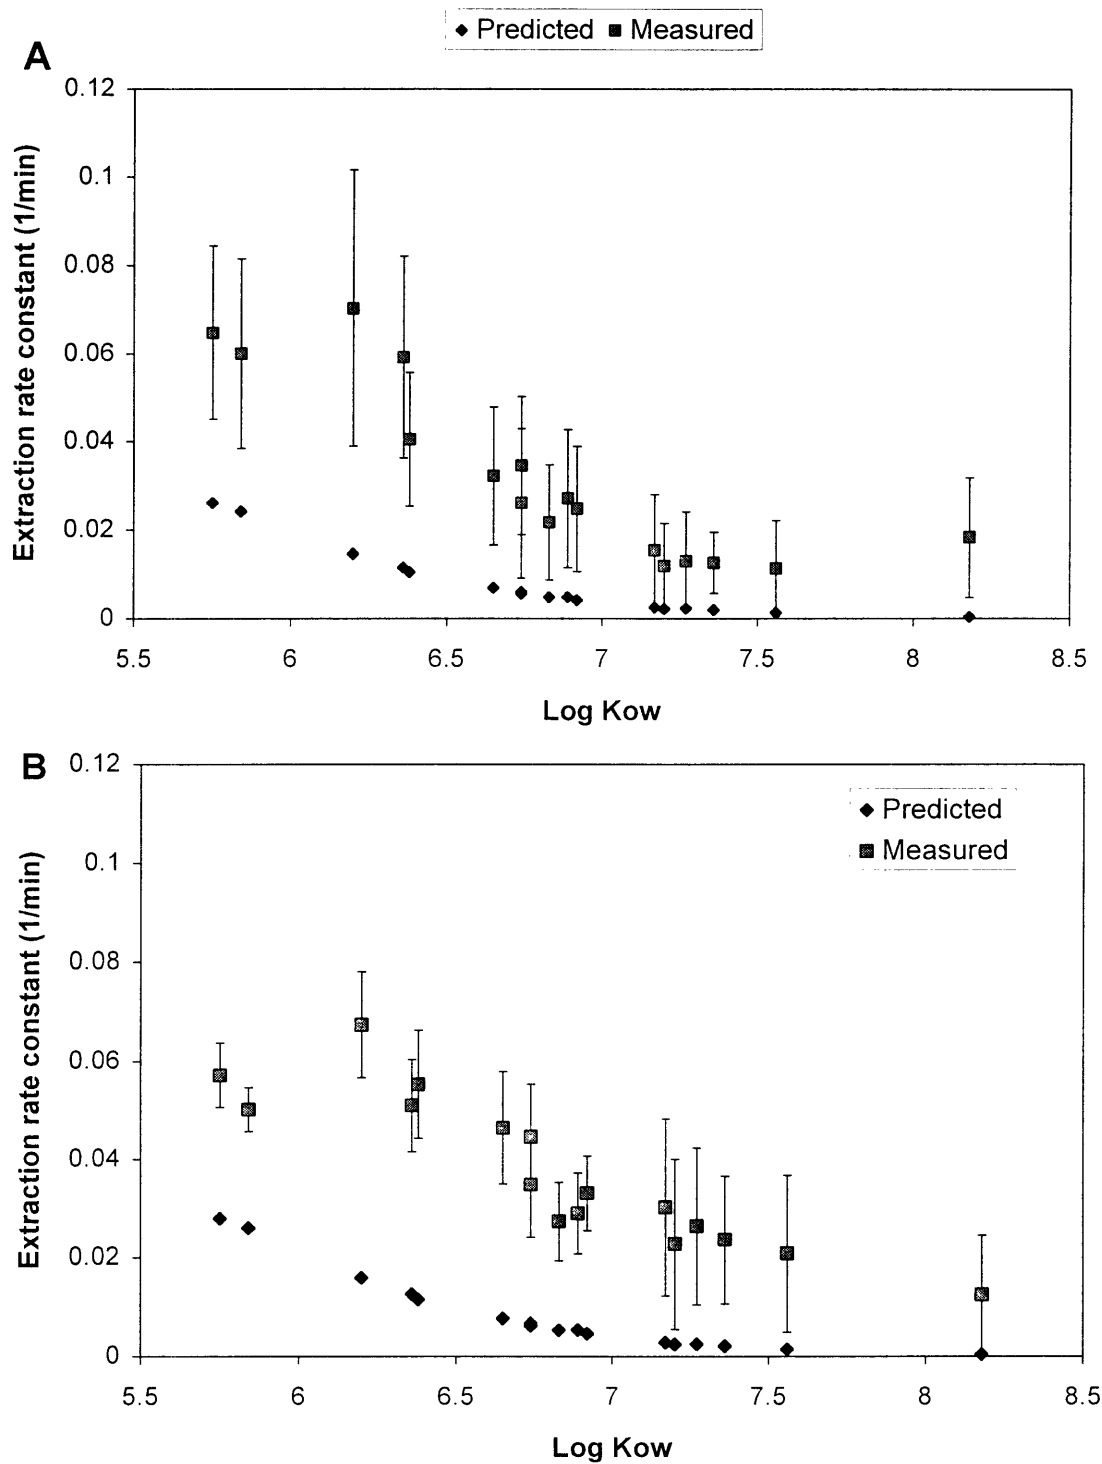 Predicted Measured
A
Extraction rate constant (1/min)
0.12
0.1
0.08
0.06
0.04
0.02
0
5.5 6 6.5 7 7.5 8 8.5
Log Kow
B
Extraction rate constant (1/min)
0.12
0.1
0.08
0.06
0.04
0.02
0
Predicted
Measured
5.5 6 6.5 7 7.5 8 8.5
Log Kow